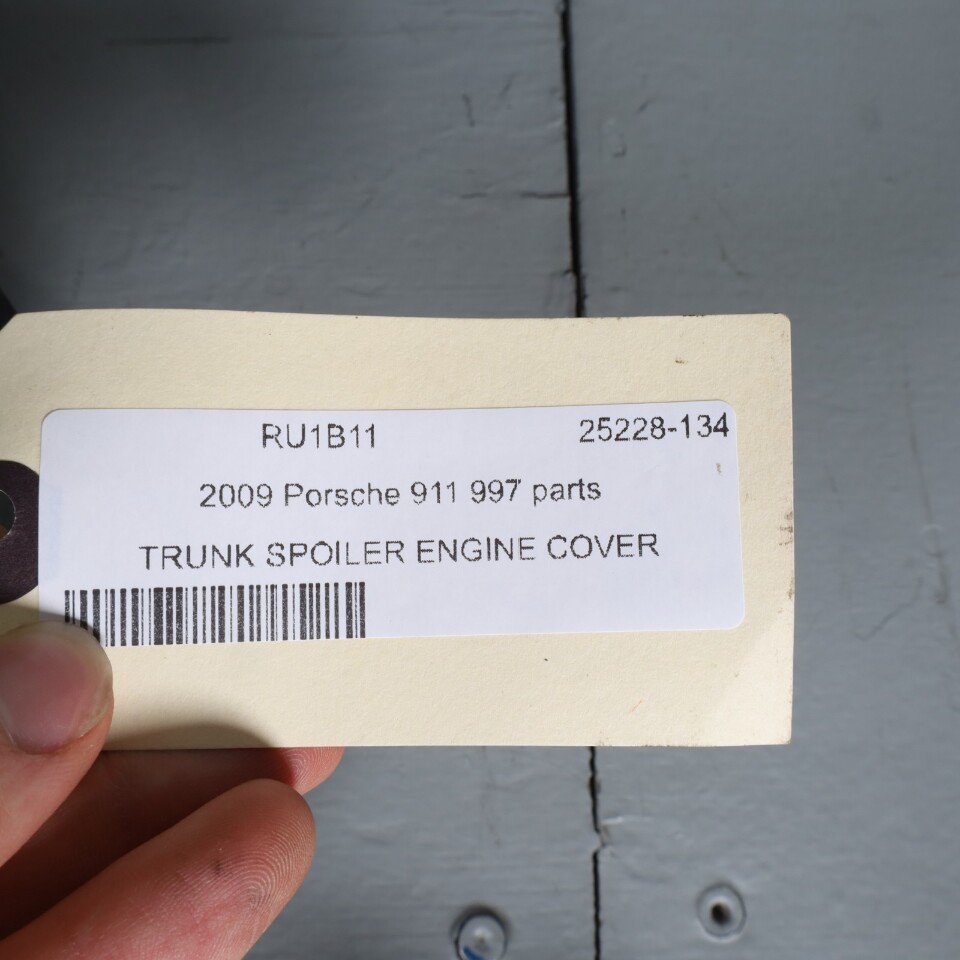 RU1B11 25228-134
2009 Porsche 911 997 parts
TRUNK SPOILER ENGINE COVER